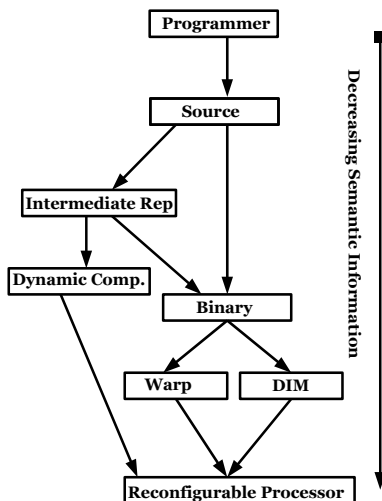 Programmer
Source
Intermediate Rep
Dynamic Comp.
Binary
Warp
DIM
Reconfigurable Processor
Decreasing Semantic Information